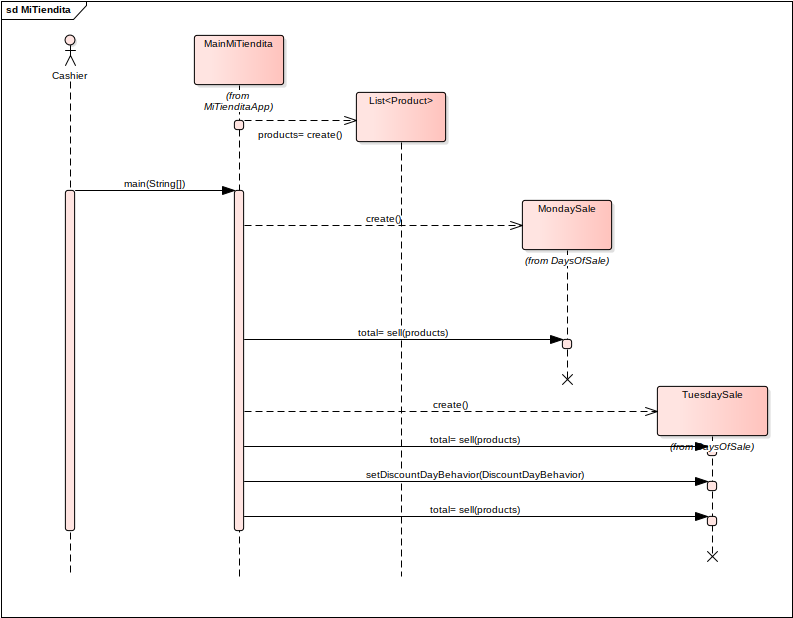 sd MiTiendita
Cashier
MainMiTiendita
(from
MiTienditaApp)
List<Product>
products= create()
main(String[])
MondaySale
create()
(from DaysOfSale)
total= sell(products)
TuesdaySale
create()
total= sell(products)
(from DaysOfSale)
setDiscountDayBehavior(DiscountDayBehavior)
total= sell(products)